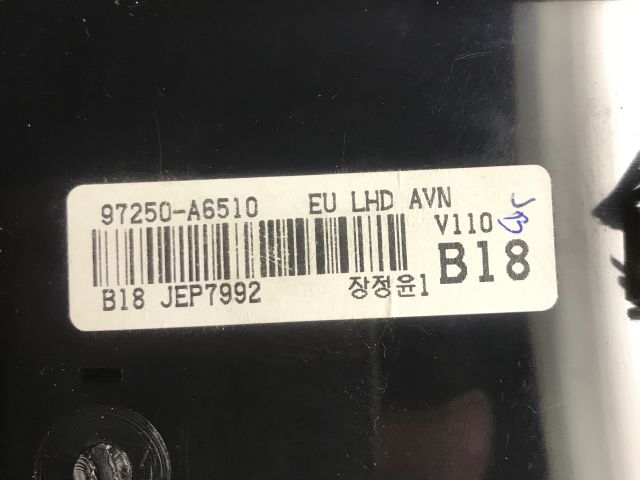 97250-A6510 EU LHD AVN
V110
B18 JEP7992 장정윤1 B18